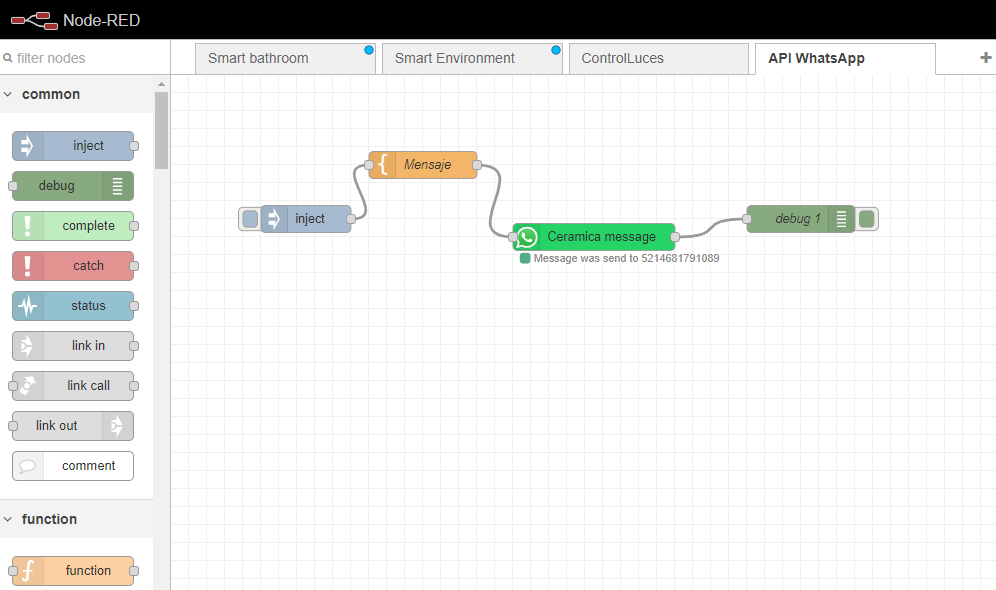 Node-RED
filter nodes
Smart bathroom
Smart Environment
ControlLuces
API WhatsApp
common
inject
debug
complete
catch
status
link in
link call
link out
comment
function
function
Mensaje
inject
Ceramica message
debug 1
Message was send to 5214681791089